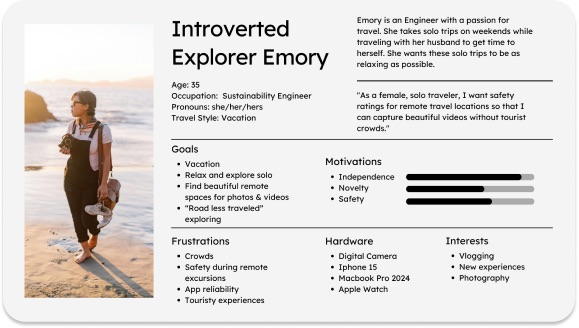 Introverted
Explorer Emory
Age: 35
Occupation: Sustainability Engineer
Pronouns: she/her/hers
Travel Style: Vacation
Emory is an Engineer with a passion for
travel. She takes solo trips on weekends while
traveling with her husband to get time to
herself. She wants these solo trips to be as
relaxing as possible.
"As a female, solo traveler, I want safety
ratings for remote travel locations so that I
can capture beautiful videos without tourist
crowds."
Goals
• Vacation
• Relax and explore solo
• Find beautiful remote
spaces for photos & videos
• "Road less traveled"
exploring
Motivations
• Independence
• Novelty
• Safety
Frustrations
• Crowds
• Safety during remote
excursions
• App reliability
• Touristy experiences
Hardware
• Digital Camera
• Iphone 15
• Macbook Pro 2024
• Apple Watch
Interests
• Vlogging
• New experiences
• Photography